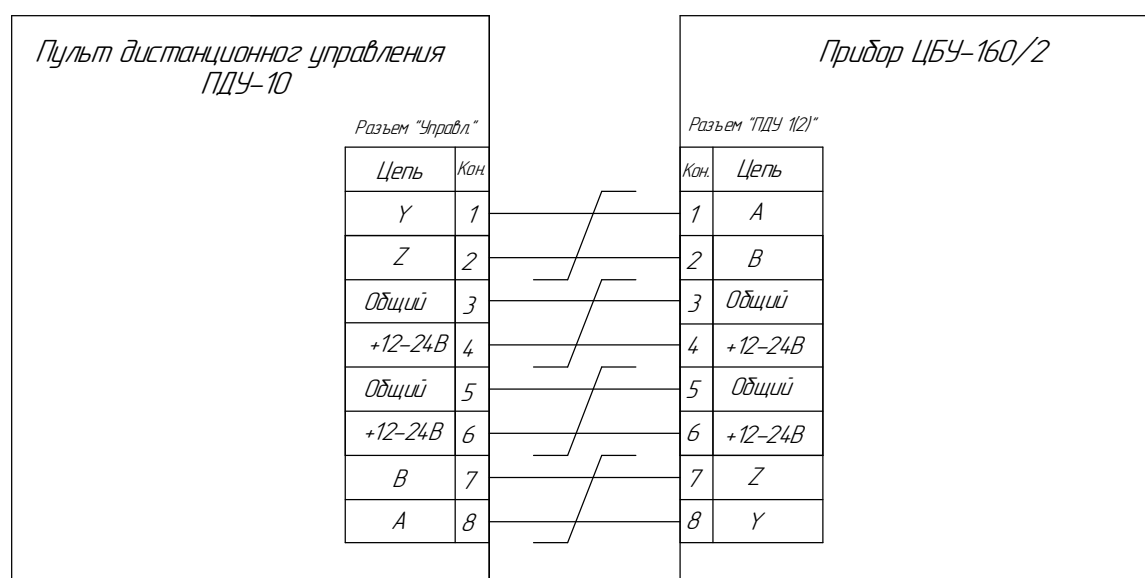 Пульт дистанционног управления
ПДУ-10
Разъем "Управл."
Цепь Кон.
Y 1
Z 2
Общий 3
+12-24В 4
Общий 5
+12-24В 6
B 7
A 8
Прибор ЦБУ-160/2
Разъем "ПДУ 1(2)"
Кон. Цепь
1 A
2 B
3 Общий
4 +12-24В
5 Общий
6 +12-24В
7 Z
8 Y